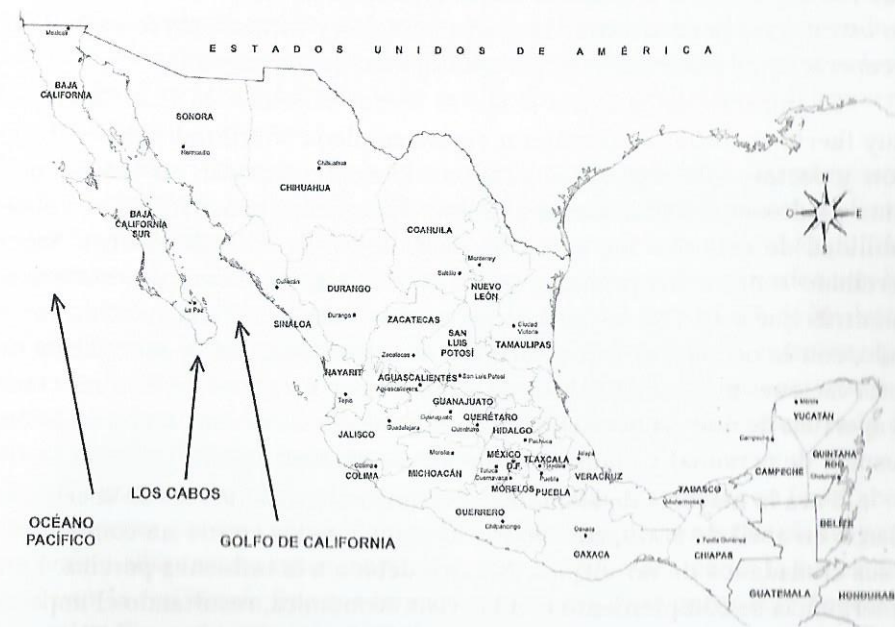 ESTADOS UNIDOS DE AMÉRICA
Mexicali
BAJA
CALIFORNIA
SONORA
Hermosillo
Chihuahua
CHIHUAHUA
BAJA
CALIFORNIA
SUR
COAHUILA
O
E
Monterrey
Saltillo
NUEVO
LEÓN
Culiacán
DURANGO
La Paz
Durango
SINALOA
ZACATECAS
Ciudad
Victoria
SAN
LUIS
POTOSÍ
TAMAULIPAS
Zacatecas
NAYARIT
AGUASCALIENTES
San Luis Potosí
Aguascalientes
Tepic
GUANAJUATO
Guanajuato
QUERÉTARO
Querétaro
HIDALGO
Guadalajara
JALISCO
Pachuca
Mérida
YUCATÁN
Campeche
QUINTANA
ROO
Morelia
MÉXICO
TLAXCALA
Jalapa
Colima
COLIMA
MICHOACÁN
Toluca
D.F.
Tlaxcala
Cuernavaca
Puebla
VERACRUZ
CAMPECHE
Chetumal
MORELOS
PUEBLA
TABASCO
Villahermosa
LOS CABOS
GUERRERO
Chilpancingo
BELICE
OCÉANO
PACÍFICO
GOLFO DE CALIFORNIA
Oaxaca
OAXACA
Tuxtla Gutiérrez
CHIAPAS
GUATEMALA
HONDURAS